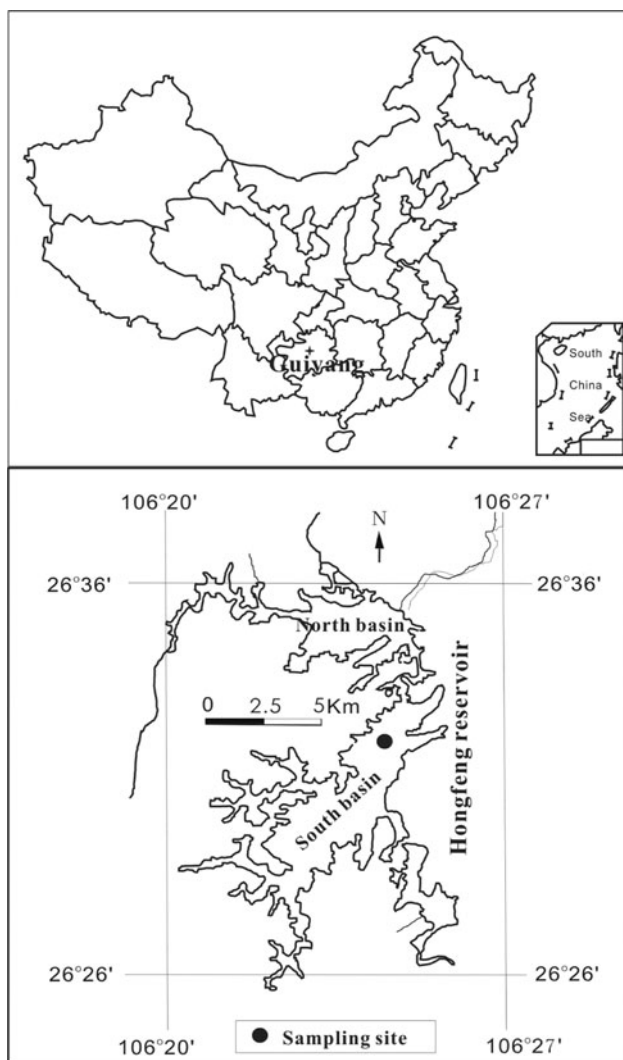 Guiyang
South
China
Sea
106°20' 106°27'
N
26°36' 26°36'
North basin
0 2.5 5Km
Hongfeng reservoir
South basin
26°26' 26°26'
106°20' 106°27'
Sampling site